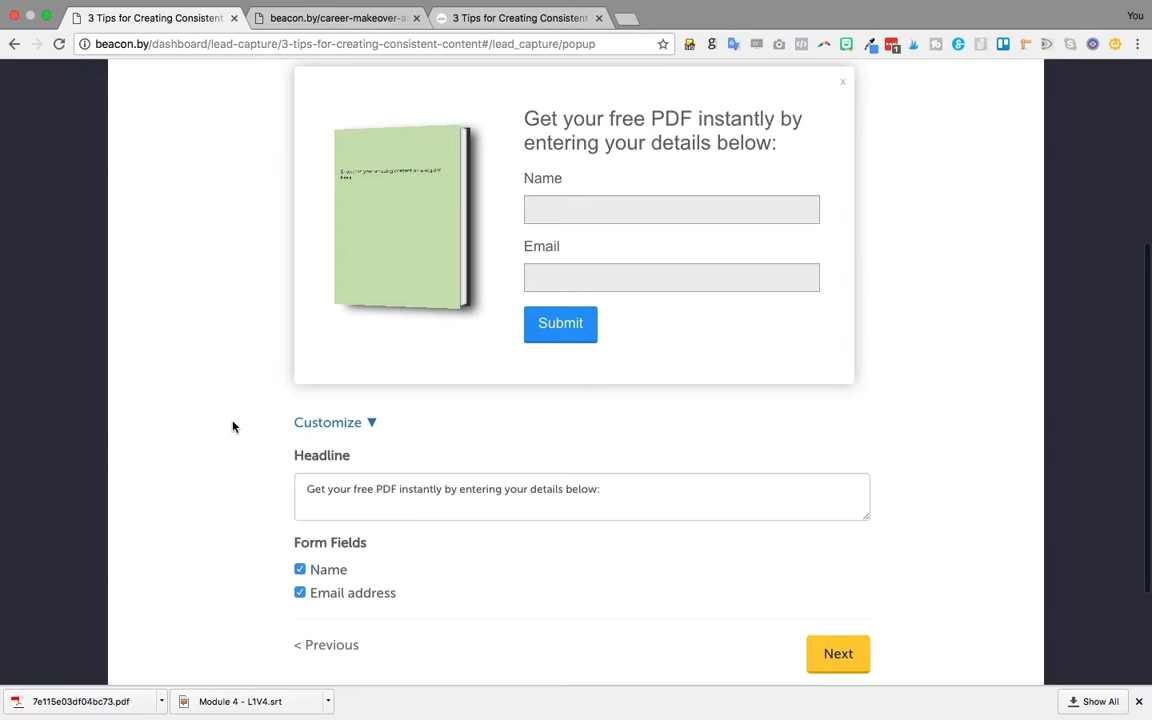 3 Tips for Creating Consistent
beacon.by/career-makeover-a
3 Tips for Creating Consistent
You
beacon.by/dashboard/lead-capture/3-tips-for-creating-consistent-content#/lead_capture/popup
1
x
Get your free PDF instantly by
entering your details below:
Name
Email
Submit
Customize ▼
Headline
Get your free PDF instantly by entering your details below:
Form Fields
Name
Email address
< Previous
Next
7e115e03df04bc73.pdf
Module 4 - L1V4.srt
Show All